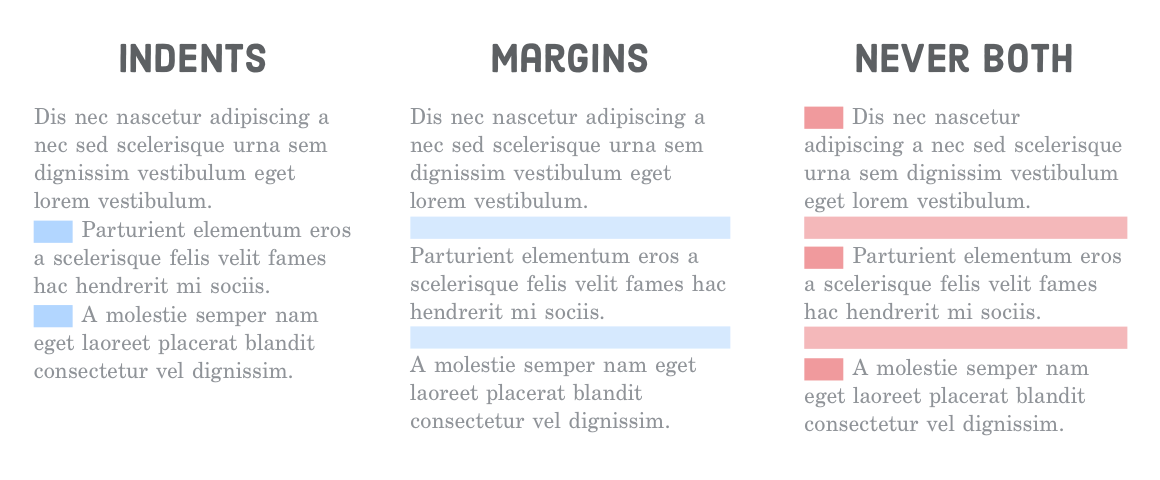 INDENTS
Dis nec nascetur adipiscing a
nec sed scelerisque urna sem
dignissim vestibulum eget
lorem vestibulum.
Parturient elementum eros
a scelerisque felis velit fames
hac hendrerit mi sociis.
A molestie semper nam
eget laoreet placerat blandit
consectetur vel dignissim.
MARGINS
Dis nec nascetur adipiscing a
nec sed scelerisque urna sem
dignissim vestibulum eget
lorem vestibulum.
Parturient elementum eros a
scelerisque felis velit fames hac
hendrerit mi sociis.
A molestie semper nam eget
laoreet placerat blandit
consectetur vel dignissim.
NEVER BOTH
Dis nec nascetur
adipiscing a nec sed scelerisque
urna sem dignissim vestibulum
eget lorem vestibulum.
Parturient elementum eros
a scelerisque felis velit fames
hac hendrerit mi sociis.
A molestie semper nam
eget laoreet placerat blandit
consectetur vel dignissim.